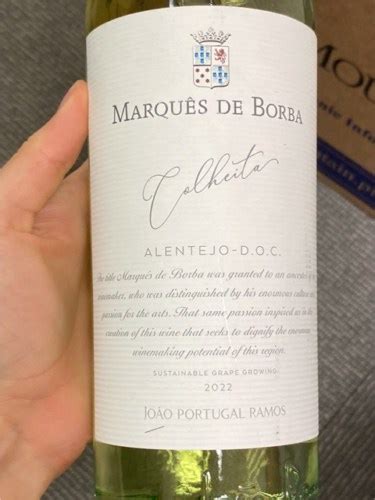 MARQUÊS DE BORBA
Colheita
ALENTEJO-D.O.C.
The title Marquês de Borba was granted to an ancestor of the
winemaker, who was distinguished by his enormous culture and
passion for the arts. That same passion inspired in the
creation of this wine that seeks to dignify the enormous
winemaking potential of this region.
SUSTAINABLE GRAPE GROWING
2022
JOÃO PORTUGAL RAMOS
MOU